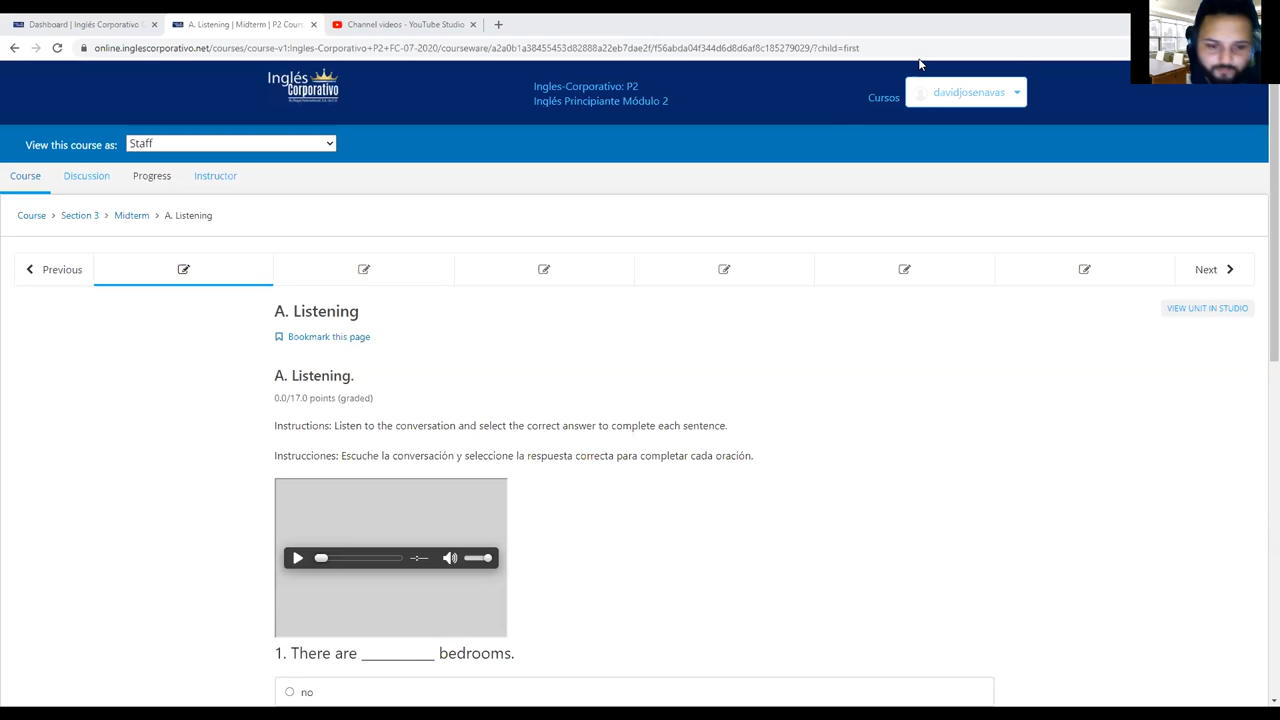 Dashboard | Inglés Corporativo
A. Listening | Midterm | P2 Cour
Channel videos - YouTube Studio
online.inglescorporativo.net/courses/course-v1:Ingles-Corporativo+P2+FC-07-2020/courseware/a2a0b1a38455453d82888a22eb7dae2f/f56abda04f344d6d8d6af8c185279029/?child=first
Inglés
Corporativo
Ingles-Corporativo: P2
Inglés Principiante Módulo 2
Cursos
davidjosenavas
View this course as:
Staff
Course
Discussion
Progress
Instructor
Course > Section 3 > Midterm > A. Listening
Previous
Next
A. Listening
VIEW UNIT IN STUDIO
Bookmark this page
A. Listening.
0.0/17.0 points (graded)
Instructions: Listen to the conversation and select the correct answer to complete each sentence.
Instrucciones: Escuche la conversación y seleccione la respuesta correcta para completar cada oración.
-:--
1. There are __________ bedrooms.
no